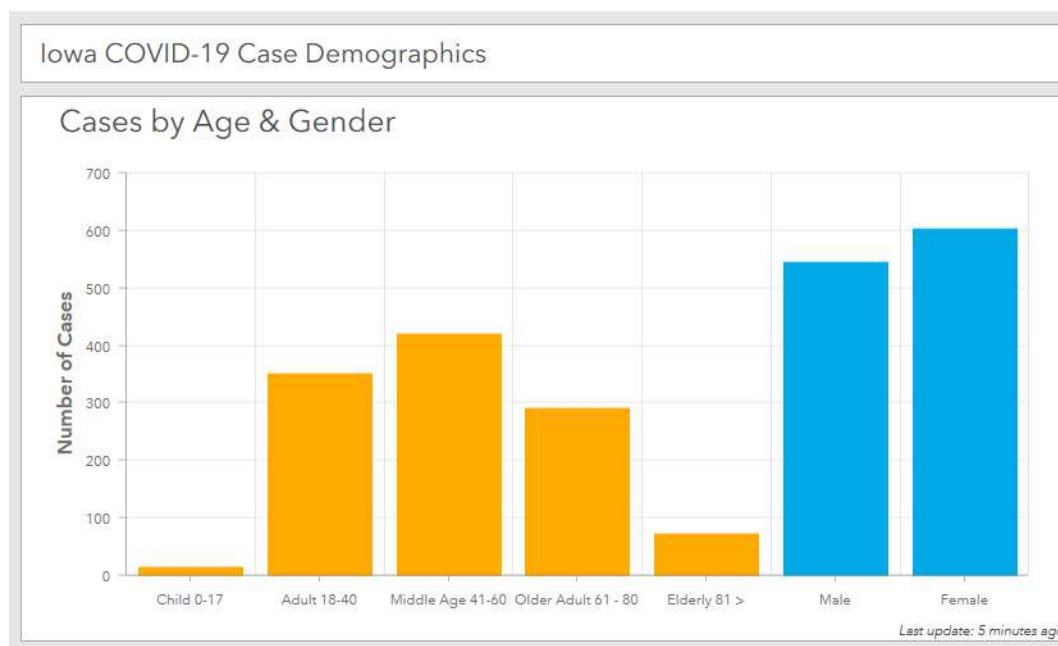 Iowa COVID-19 Case Demographics
Cases by Age & Gender
700
600
500
400
300
200
100
0
Number of Cases
Child 0-17
Adult 18-40
Middle Age 41-60
Older Adult 61 - 80
Elderly 81 >
Male
Female
Last update: 5 minutes ago